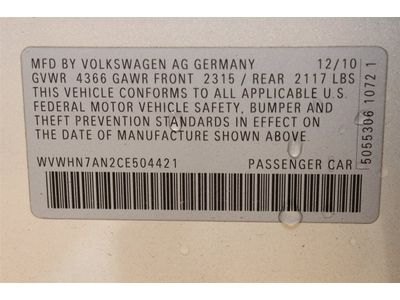 MFD BY VOLKSWAGEN AG GERMANY 12/10
GVWR 4366 GAWR FRONT 2315 / REAR 2117 LBS
THIS VEHICLE CONFORMS TO ALL APPLICABLE U.S.
FEDERAL MOTOR VEHICLE SAFETY, BUMPER AND
THEFT PREVENTION STANDARDS IN EFFECT ON
THE DATE OF MANUFACTURE SHOWN ABOVE.
WVWHN7AN2CE504421 PASSENGER CAR
5055306 1072 1